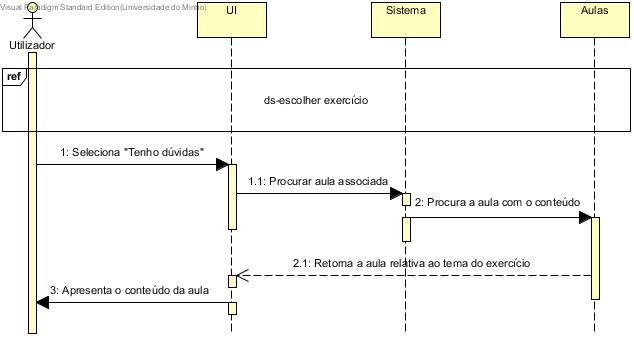 Visual Paradigm Standard Edition(Universidade do Minho)
UI
Sistema
Aulas
Utilizador
ref
ds-escolher exercício
1: Seleciona "Tenho dúvidas"
1.1: Procurar aula associada
2: Procura a aula com o conteúdo
2.1: Retorna a aula relativa ao tema do exercício
3: Apresenta o conteúdo da aula